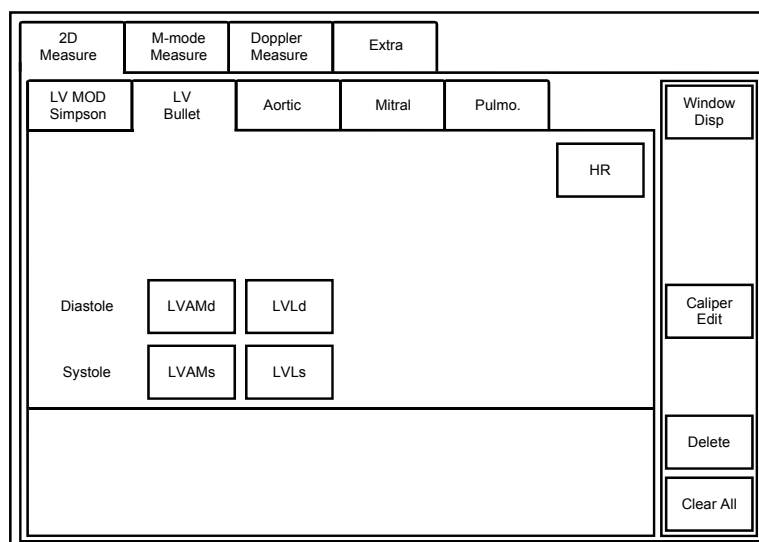 2D
Measure
M-mode
Measure
Doppler
Measure
Extra
LV MOD
Simpson
LV
Bullet
Aortic
Mitral
Pulmo.
Window
Disp
HR
Diastole
LVAMd
LVLd
Caliper
Edit
Systole
LVAMs
LVLs
Delete
Clear All